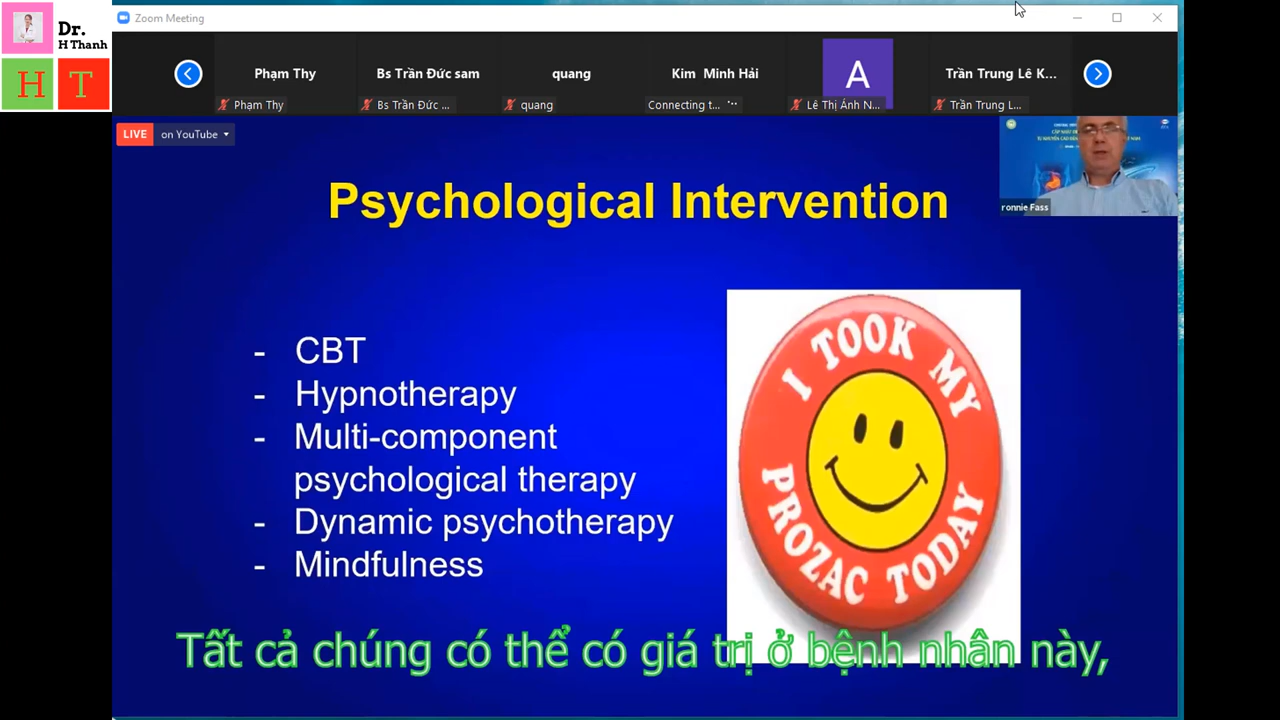 Dr.
H Thanh
H T
Zoom Meeting
Phạm Thy
Bs Trần Đức sam
quang
Kim Minh Hải
A
Trần Trung Lê K...
Phạm Thy
Bs Trần Đức ...
quang
Connecting t... ...
Lê Thị Ánh N...
Trần Trung L...
LIVE on YouTube
ronnie Fass
Psychological Intervention
- CBT
- Hypnotherapy
- Multi-component
psychological therapy
- Dynamic psychotherapy
- Mindfulness
I TOOK MY
PROZAC TODAY
Tất cả chúng có thể có giá trị ở bệnh nhân này,